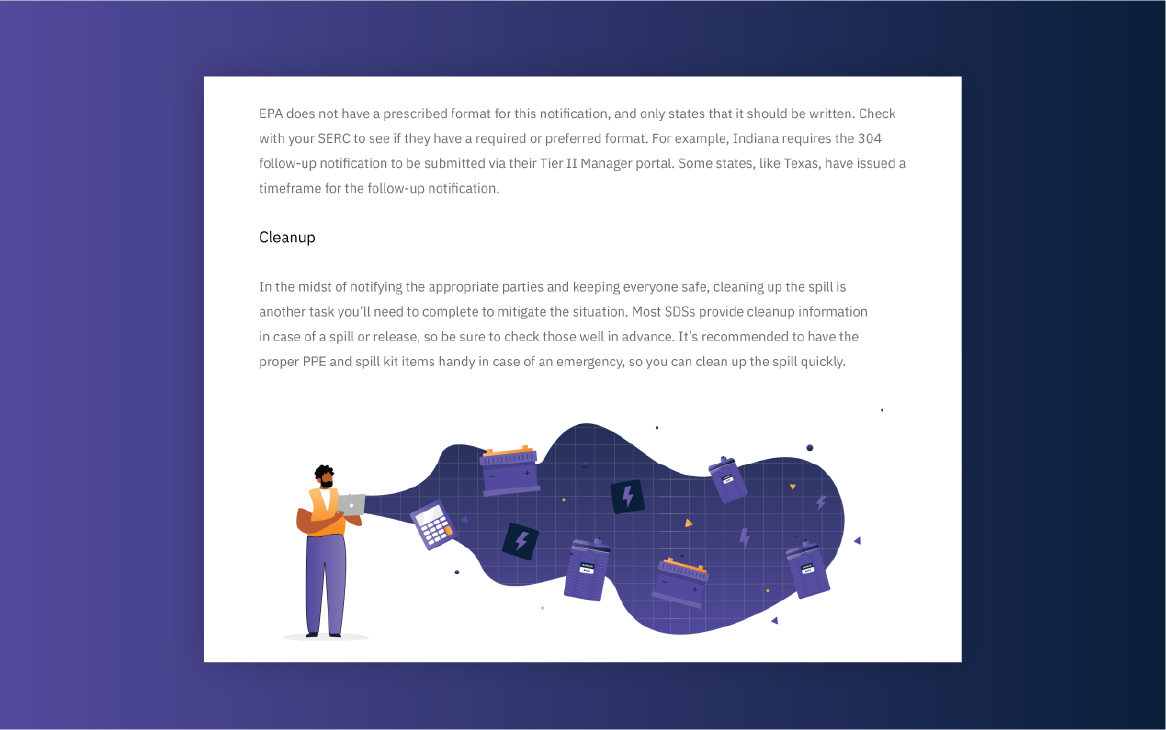 EPA does not have a prescribed format for this notification, and only states that it should be written. Check
with your SERC to see if they have a required or preferred format. For example, Indiana requires the 304
follow-up notification to be submitted via their Tier II Manager portal. Some states, like Texas, have issued a
timeframe for the follow-up notification.
Cleanup
In the midst of notifying the appropriate parties and keeping everyone safe, cleaning up the spill is
another task you’ll need to complete to mitigate the situation. Most SDSs provide cleanup information
in case of a spill or release, so be sure to check those well in advance. It’s recommended to have the
proper PPE and spill kit items handy in case of an emergency, so you can clean up the spill quickly.